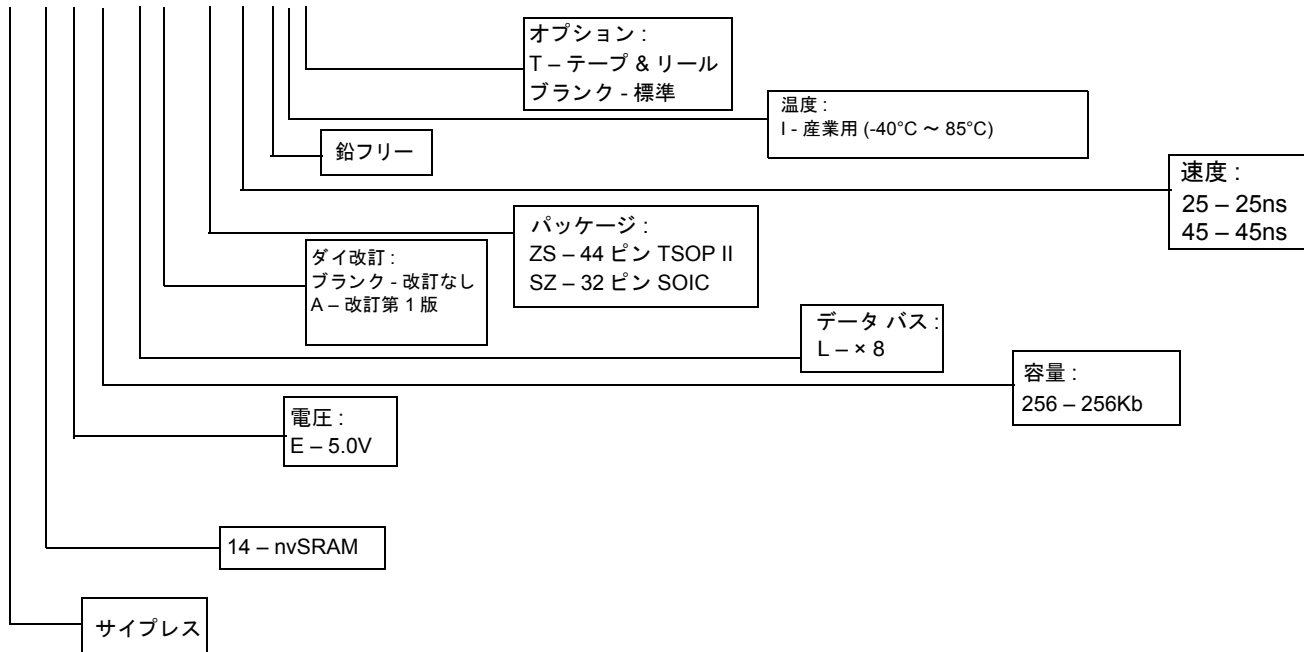 オプション :
T – テープ & リール
ブランク - 標準
温度 :
I - 産業用 (-40°C ～ 85°C)
鉛フリー
速度 :
25 – 25ns
45 – 45ns
パッケージ :
ZS – 44 ピン TSOP II
SZ – 32 ピン SOIC
ダイ改訂 :
ブランク - 改訂なし
A – 改訂第 1 版
データ バス :
L – × 8
容量 :
256 – 256Kb
電圧 :
E – 5.0V
14 – nvSRAM
サイプレス